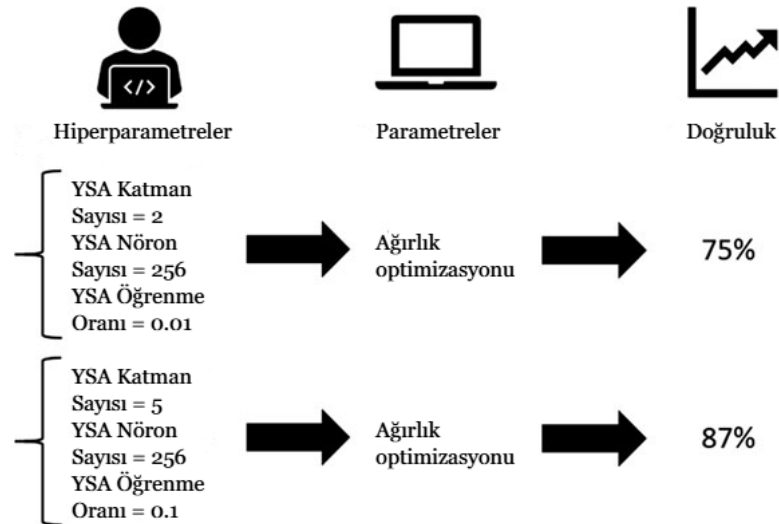 </>
Hiperparametreler
Parametreler
Doğruluk
YSA Katman
Sayısı = 2
YSA Nöron
Sayısı = 256
YSA Öğrenme
Oranı = 0.01
Ağırlık
optimizasyonu
75%
YSA Katman
Sayısı = 5
YSA Nöron
Sayısı = 256
YSA Öğrenme
Oranı = 0.1
Ağırlık
optimizasyonu
87%